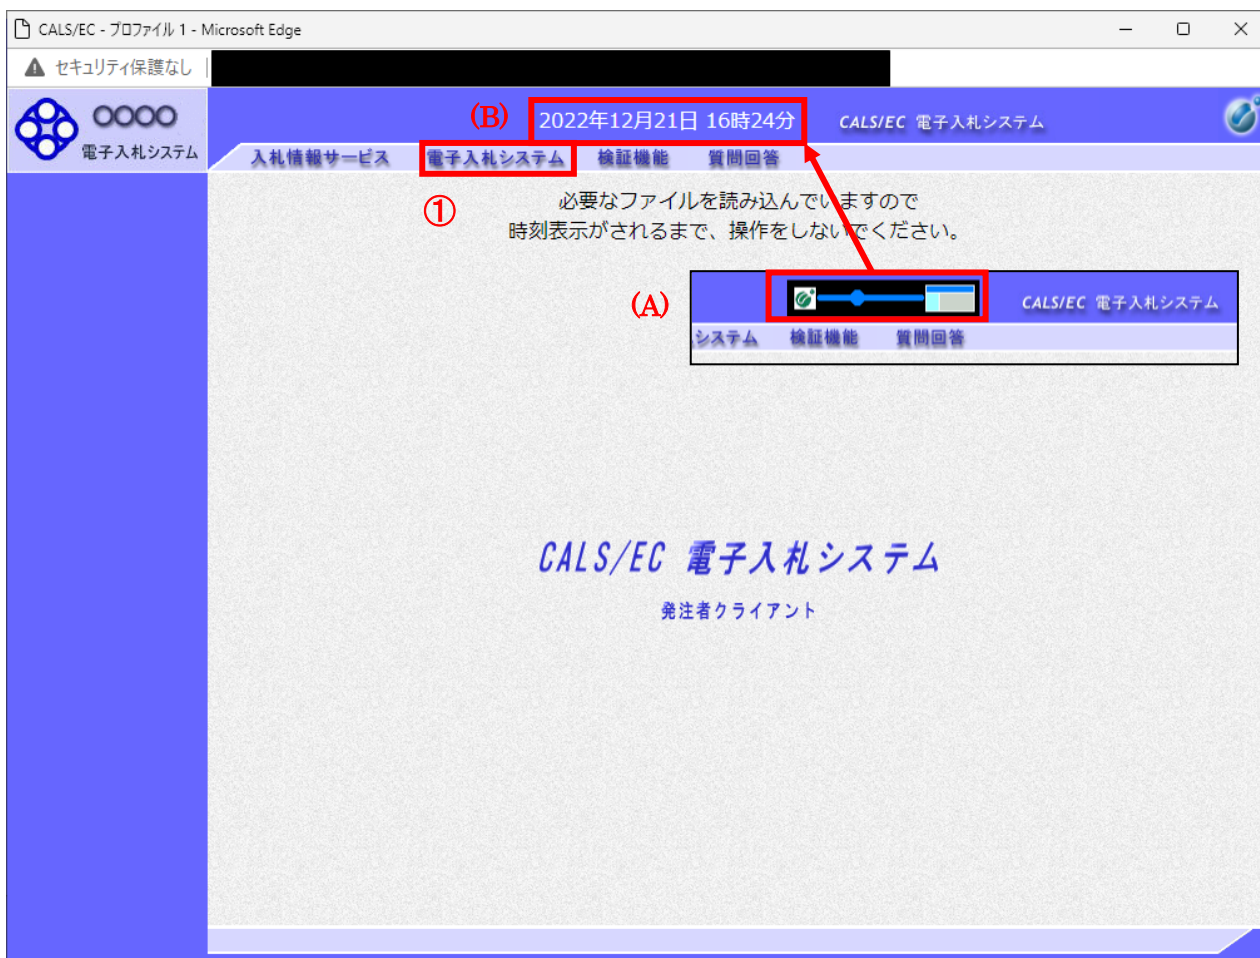 CALS/EC - プロファイル 1 - Microsoft Edge
セキュリティ保護なし
○○○○
電子入札システム
(B)
2022年12月21日 16時24分
CALS/EC 電子入札システム
入札情報サービス 電子入札システム 検証機能 質問回答
①
必要なファイルを読み込んでいますので
時刻表示がされるまで、操作をしないでください。
(A)
CALS/EC 電子入札システム
システム 検証機能 質問回答
CALS/EC 電子入札システム
発注者クライアント